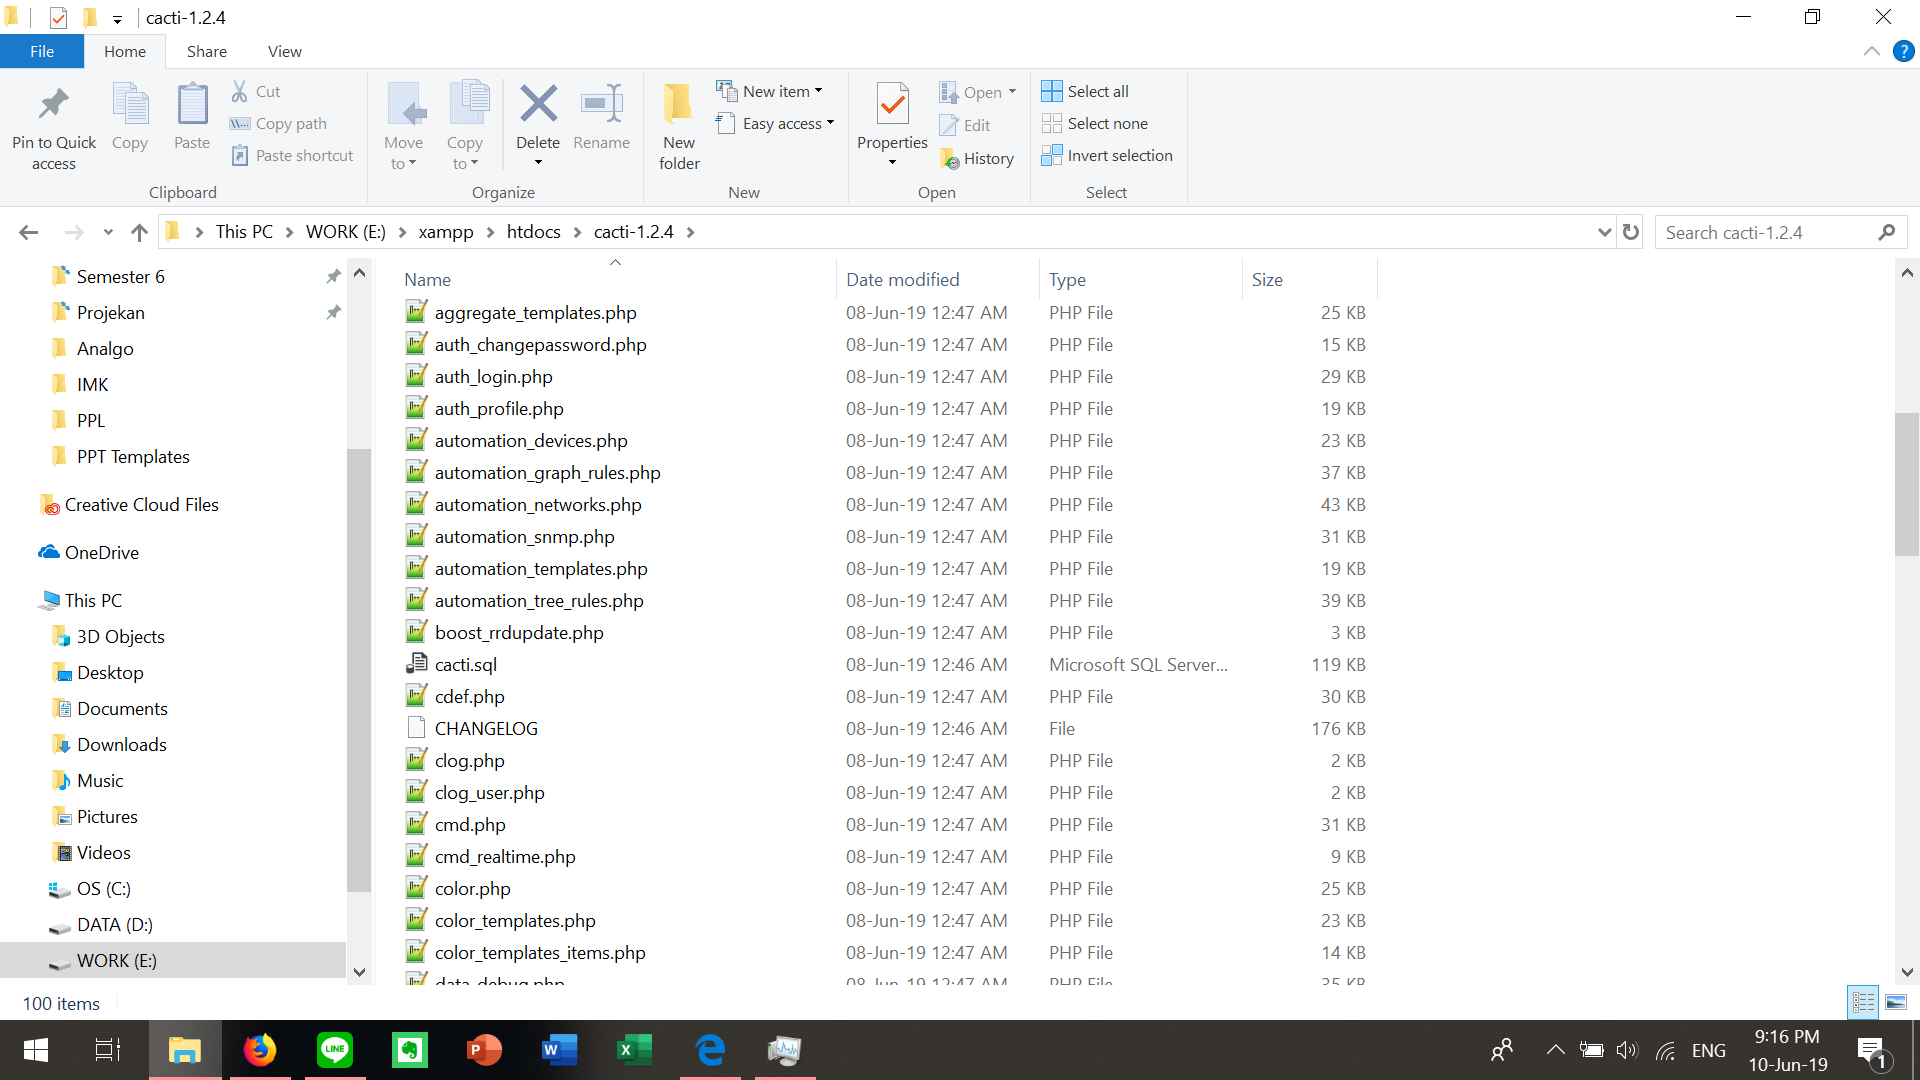 cacti-1.2.4
File
Home
Share
View
Pin to Quick access
Copy
Paste
Cut
Copy path
Paste shortcut
Clipboard
Move to
Copy to
Delete
Rename
Organize
New folder
New item
Easy access
New
Properties
Open
Edit
History
Open
Select all
Select none
Invert selection
Select
This PC > WORK (E:) > xampp > htdocs > cacti-1.2.4 >
Search cacti-1.2.4
Semester 6
Projekan
Analgo
IMK
PPL
PPT Templates
Creative Cloud Files
OneDrive
This PC
3D Objects
Desktop
Documents
Downloads
Music
Pictures
Videos
OS (C:)
DATA (D:)
WORK (E:)
Name Date modified Type Size
aggregate_templates.php 08-Jun-19 12:47 AM PHP File 25 KB
auth_changepassword.php 08-Jun-19 12:47 AM PHP File 15 KB
auth_login.php 08-Jun-19 12:47 AM PHP File 29 KB
auth_profile.php 08-Jun-19 12:47 AM PHP File 19 KB
automation_devices.php 08-Jun-19 12:47 AM PHP File 23 KB
automation_graph_rules.php 08-Jun-19 12:47 AM PHP File 37 KB
automation_networks.php 08-Jun-19 12:47 AM PHP File 43 KB
automation_snmp.php 08-Jun-19 12:47 AM PHP File 31 KB
automation_templates.php 08-Jun-19 12:47 AM PHP File 19 KB
automation_tree_rules.php 08-Jun-19 12:47 AM PHP File 39 KB
boost_rrdupdate.php 08-Jun-19 12:47 AM PHP File 3 KB
cacti.sql 08-Jun-19 12:46 AM Microsoft SQL Server... 119 KB
cdef.php 08-Jun-19 12:47 AM PHP File 30 KB
CHANGELOG 08-Jun-19 12:46 AM File 176 KB
clog.php 08-Jun-19 12:47 AM PHP File 2 KB
clog_user.php 08-Jun-19 12:47 AM PHP File 2 KB
cmd.php 08-Jun-19 12:47 AM PHP File 31 KB
cmd_realtime.php 08-Jun-19 12:47 AM PHP File 9 KB
color.php 08-Jun-19 12:47 AM PHP File 25 KB
color_templates.php 08-Jun-19 12:47 AM PHP File 23 KB
color_templates_items.php 08-Jun-19 12:47 AM PHP File 14 KB
data_debug.php 08-Jun-19 12:47 AM PHP File 35 KB
100 items
LINE
ENG
9:16 PM
10-Jun-19
1